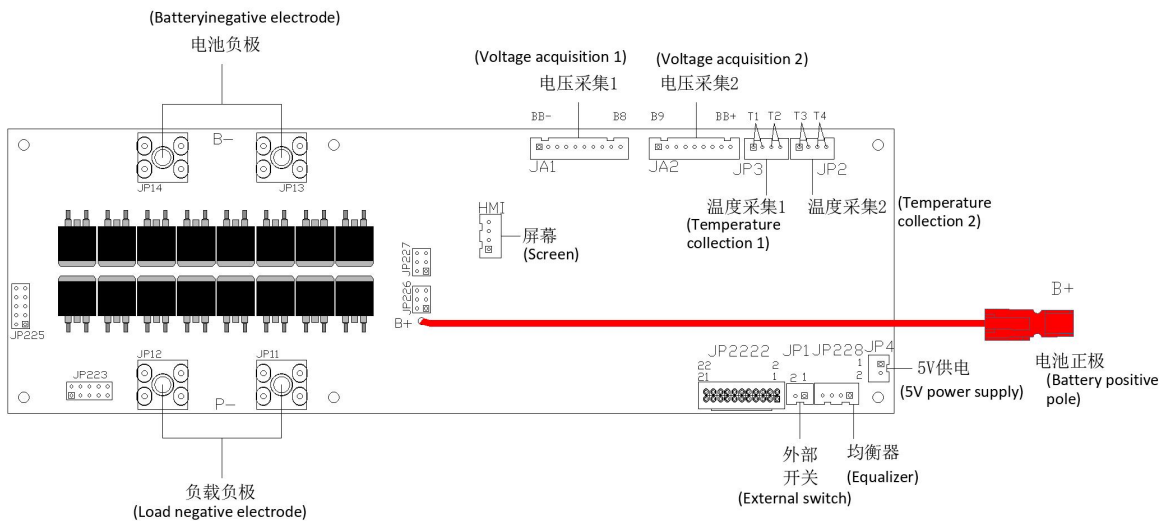 (Batteryinegative electrode)
电池负极
(Voltage acquisition 1)
(Voltage acquisition 2)
电压采集1
电压采集2
BB- B8
B9 BB+
T1 T2
T3 T4
B-
JA1
JA2
JP3
JP2
JP14
JP13
HMI
屏幕
(Screen)
温度采集1
(Temperature
collection 1)
温度采集2
(Temperature
collection 2)
JP227
JP226
B+
JP225
B+
JP12
JP11
JP223
P-
JP2222
22 2
21 1
JP1
2 1
JP228
JP4
1
2
5V供电
(5V power supply)
电池正极
(Battery positive
pole)
外部
开关
(External switch)
均衡器
(Equalizer)
负载负极
(Load negative electrode)